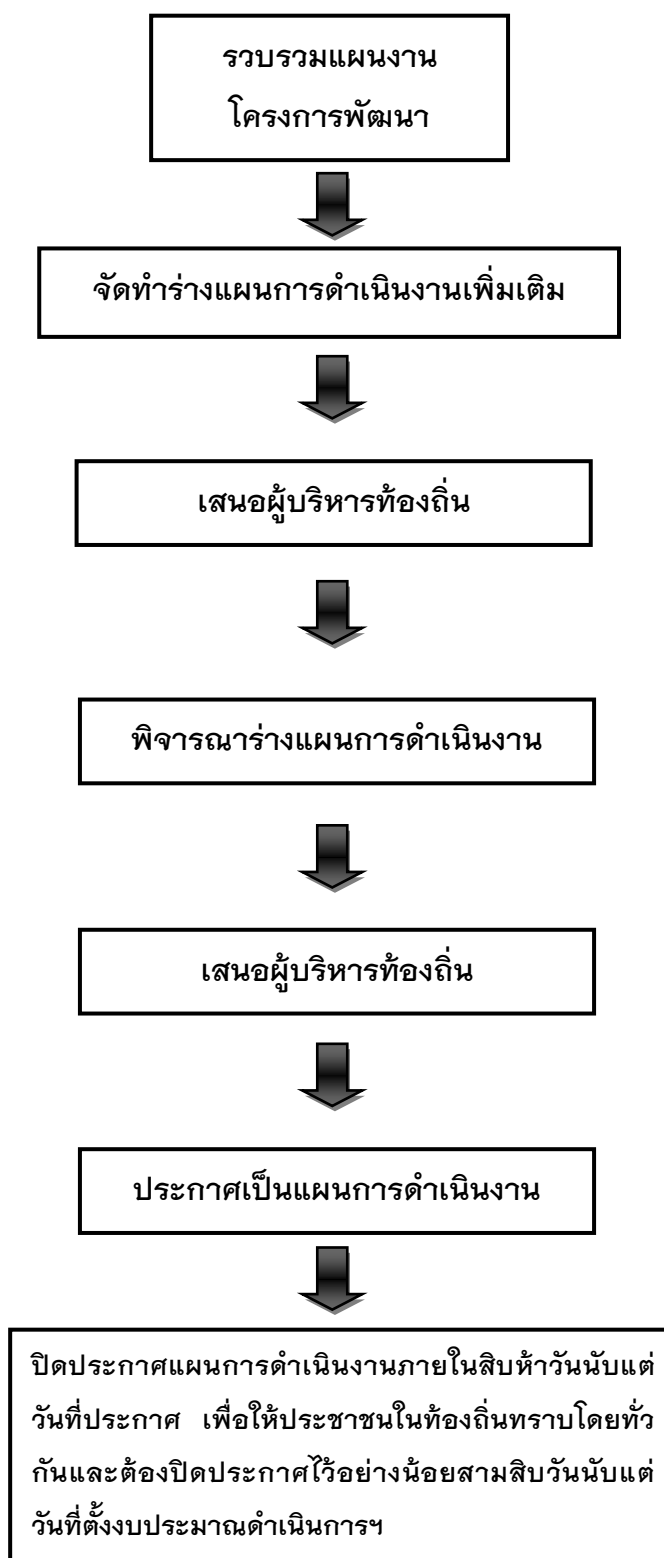 รวบรวมแผนงาน
โครงการพัฒนา
จัดทำร่างแผนการดำเนินงานเพิ่มเติม
เสนอผู้บริหารท้องถิ่น
พิจารณาร่างแผนการดำเนินงาน
เสนอผู้บริหารท้องถิ่น
ประกาศเป็นแผนการดำเนินงาน
ปิดประกาศแผนการดำเนินงานภายในสิบห้าวันนับแต่
วันที่ประกาศ เพื่อให้ประชาชนในท้องถิ่นทราบโดยทั่ว
กันและต้องปิดประกาศไว้อย่างน้อยสามสิบวันนับแต่
วันที่ตั้งงบประมาณดำเนินการฯ